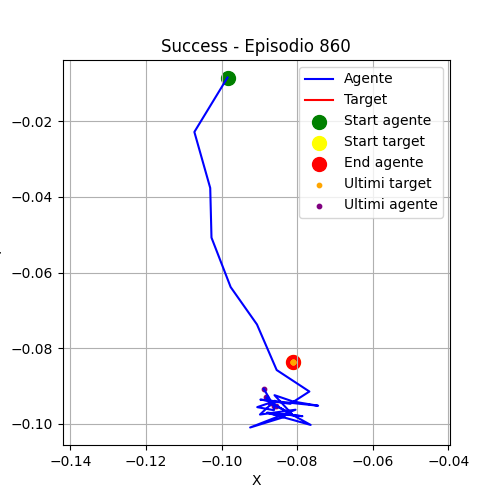 Success - Episodio 860
Agente
Target
Start agente
Start target
End agente
Ultimi target
Ultimi agente
−0.02
−0.04
−0.06
−0.08
−0.10
−0.14
−0.12
−0.10
−0.08
−0.06
−0.04
X